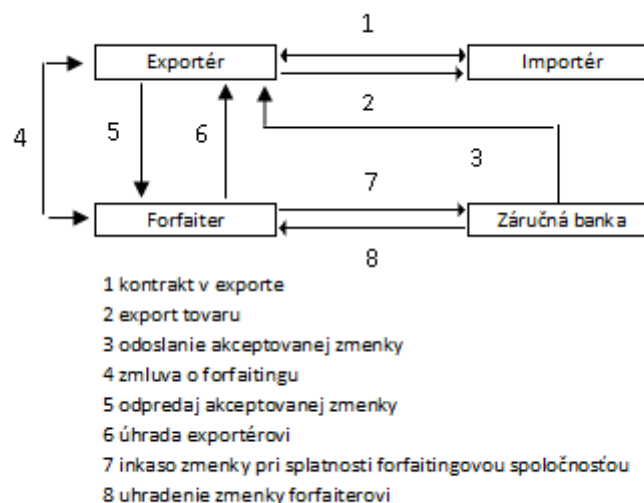 1
Exportér
Importér
2
4
5
6
3
7
Forfaiter
Záručná banka
8
1 kontrakt v exporte
2 export tovaru
3 odoslanie akceptovanej zmenky
4 zmluva o forfaitingu
5 odpredaj akceptovanej zmenky
6 úhrada exportérovi
7 inkaso zmenky pri splatnosti forfaitingovou spoločnosťou
8 uhradenie zmenky forfaiterovi